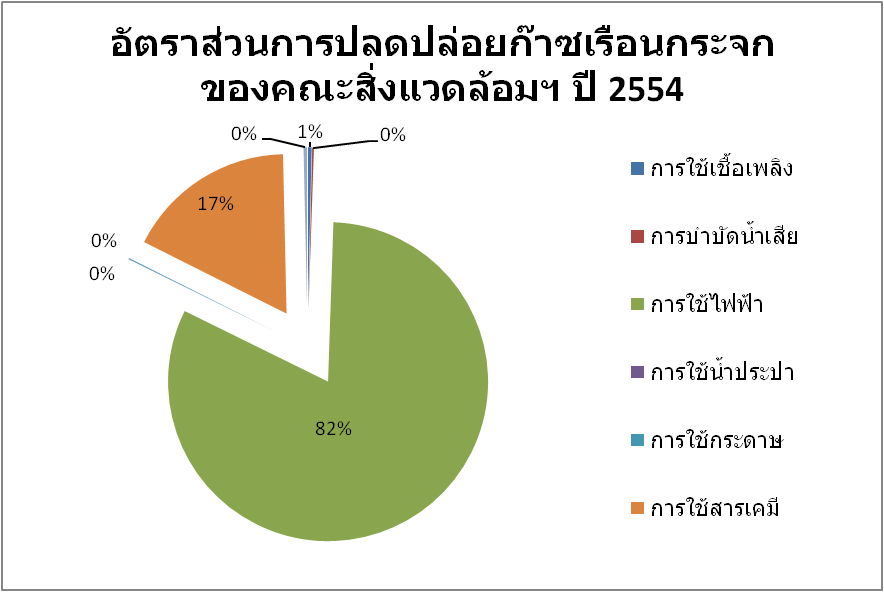 อัตราส่วนการปลดปล่อยก๊าซเรือนกระจก
ของคณะสิ่งแวดล้อมฯ ปี 2554
0%
1%
0%
17%
0%
0%
82%
การใช้เชื้อเพลิง
การบำบัดน้ำเสีย
การใช้ไฟฟ้า
การใช้น้ำประปา
การใช้กระดาษ
การใช้สารเคมี